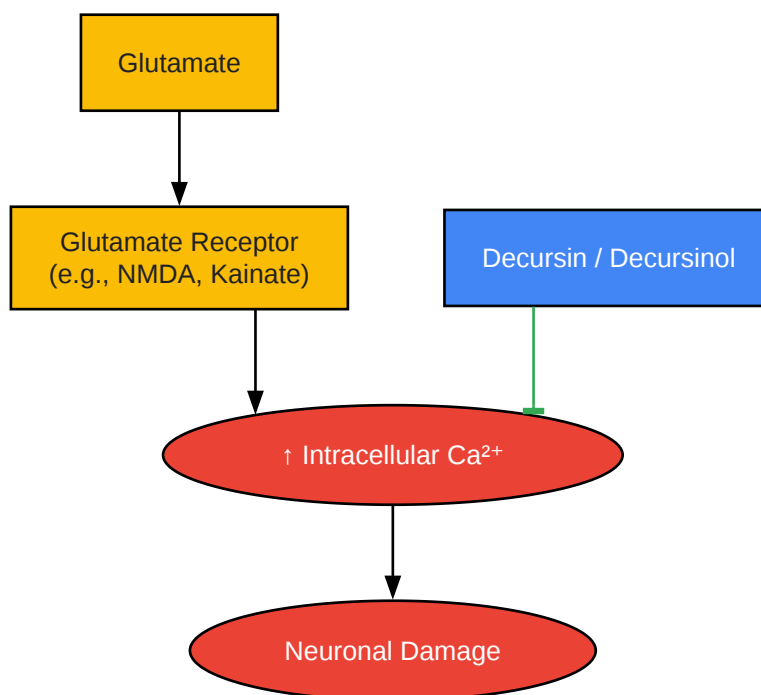 Glutamate
Glutamate Receptor
(e.g., NMDA, Kainate)
Decursin / Decursinol
↑ Intracellular Ca²⁺
Neuronal Damage